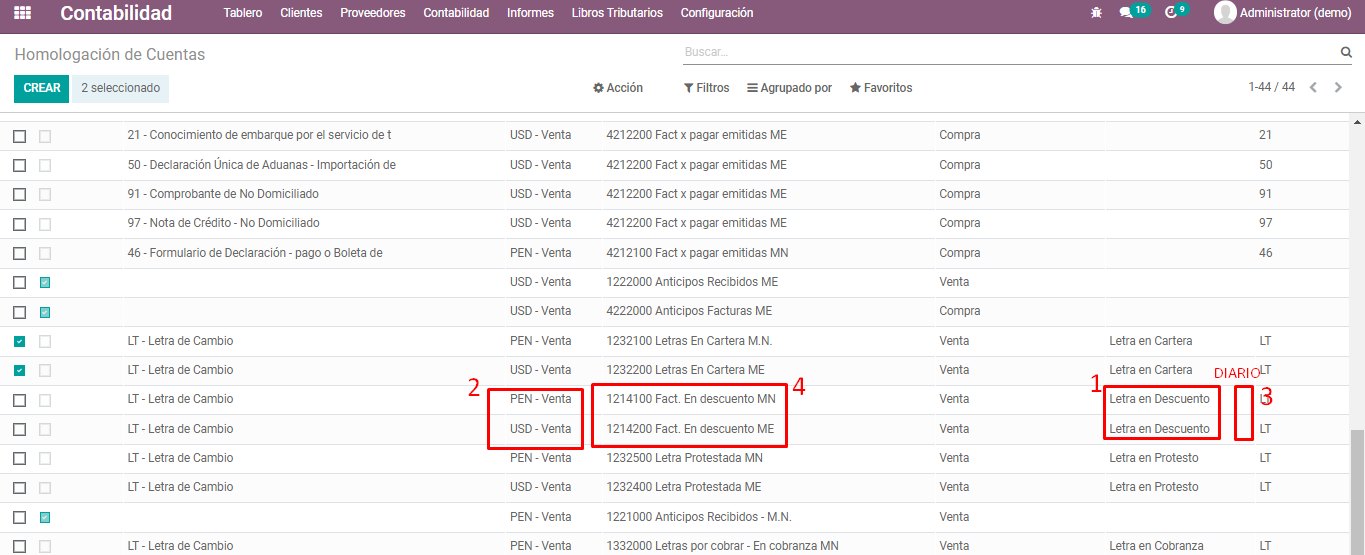 Contabilidad Tablero Clientes Proveedores Contabilidad Informes Libros Tributarios Configuración 16 9 Administrator (demo)
Homologación de Cuentas Buscar...
CREAR 2 seleccionado Acción Filtros Agrupado por Favoritos 1-44 / 44
21 - Conocimiento de embarque por el servicio de t USD - Venta 4212200 Fact x pagar emitidas ME Compra 21
50 - Declaración Única de Aduanas - Importación de USD - Venta 4212200 Fact x pagar emitidas ME Compra 50
91 - Comprobante de No Domiciliado USD - Venta 4212200 Fact x pagar emitidas ME Compra 91
97 - Nota de Crédito - No Domiciliado USD - Venta 4212200 Fact x pagar emitidas ME Compra 97
46 - Formulario de Declaración - pago o Boleta de PEN - Venta 4212100 Fact x pagar emitidas MN Compra 46
USD - Venta 1222000 Anticipos Recibidos ME Venta
USD - Venta 4222000 Anticipos Facturas ME Compra
LT - Letra de Cambio PEN - Venta 1232100 Letras En Cartera M.N. Venta Letra en Cartera LT
LT - Letra de Cambio USD - Venta 1232200 Letras En Cartera ME Venta Letra en Cartera LT
2 4 1 DIARIO 3
LT - Letra de Cambio PEN - Venta 1214100 Fact. En descuento MN Venta Letra en Descuento LT
LT - Letra de Cambio USD - Venta 1214200 Fact. En descuento ME Venta Letra en Descuento LT
LT - Letra de Cambio PEN - Venta 1232500 Letra Protestada MN Venta Letra en Protesto LT
LT - Letra de Cambio USD - Venta 1232400 Letra Protestada ME Venta Letra en Protesto LT
PEN - Venta 1221000 Anticipos Recibidos - M.N. Venta
LT - Letra de Cambio PEN - Venta 1332000 Letras por cobrar - En cobranza MN Venta Letra en Cobranza LT